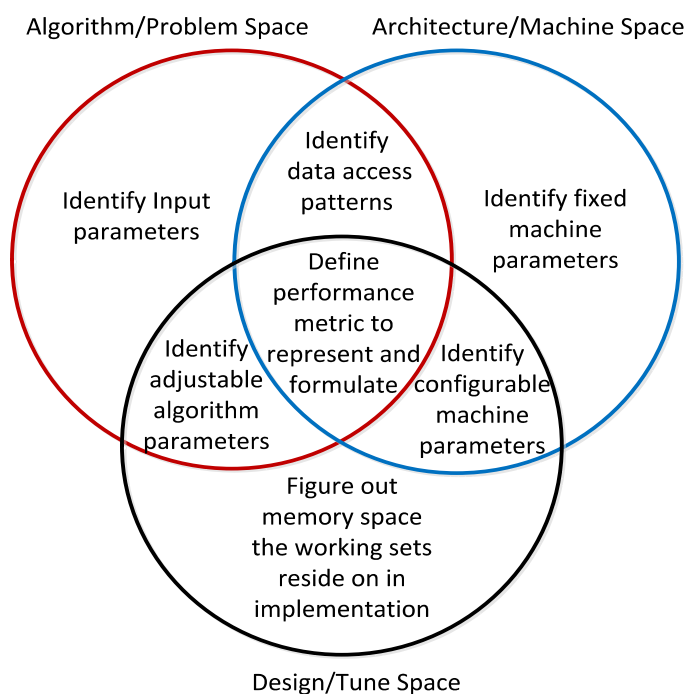 Algorithm/Problem Space
Architecture/Machine Space
Identify
data access
patterns
Identify Input
parameters
Identify fixed
machine
parameters
Define
performance
metric to
represent and
formulate
Identify
adjustable
algorithm
parameters
Identify
configurable
machine
parameters
Figure out
memory space
the working sets
reside on in
implementation
Design/Tune Space